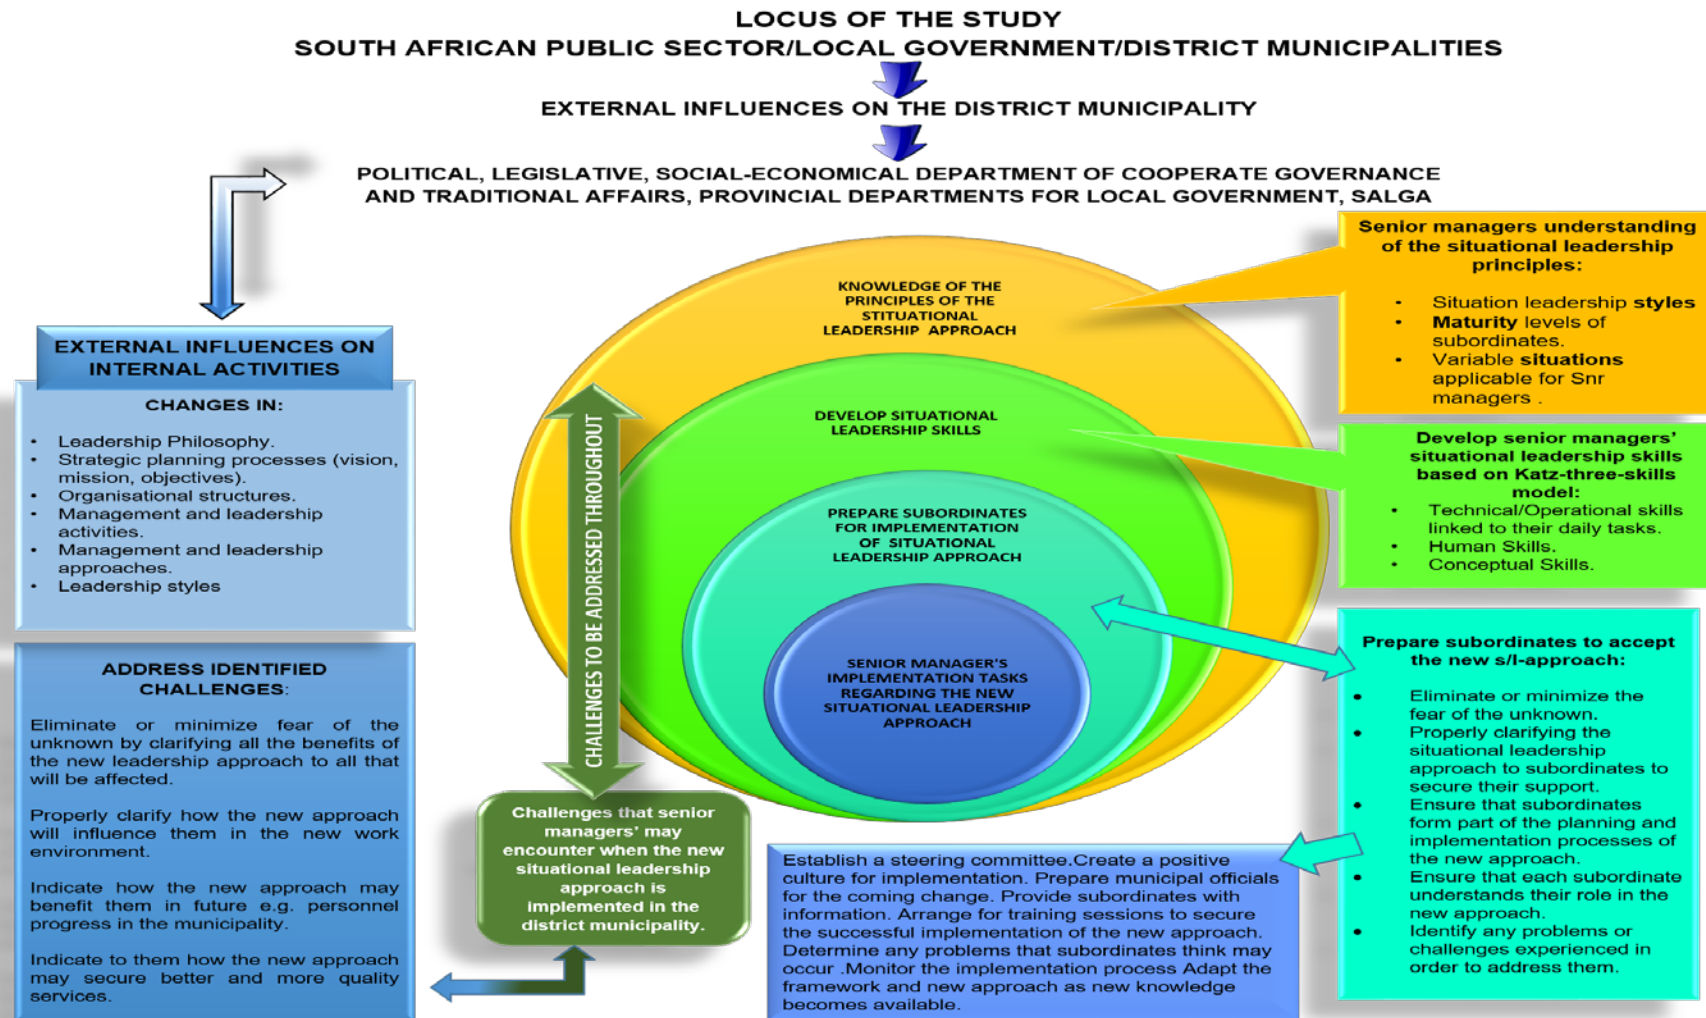 LOCUS OF THE STUDY
SOUTH AFRICAN PUBLIC SECTOR/LOCAL GOVERNMENT/DISTRICT MUNICIPALITIES
EXTERNAL INFLUENCES ON THE DISTRICT MUNICIPALITY
POLITICAL, LEGISLATIVE, SOCIAL-ECONOMICAL DEPARTMENT OF COOPERATE GOVERNANCE
AND TRADITIONAL AFFAIRS, PROVINCIAL DEPARTMENTS FOR LOCAL GOVERNMENT, SALGA
EXTERNAL INFLUENCES ON
INTERNAL ACTIVITIES
CHANGES IN:
• Leadership Philosophy.
• Strategic planning processes (vision,
mission, objectives).
• Organisational structures.
• Management and leadership
activities.
• Management and leadership
approaches.
• Leadership styles
ADDRESS IDENTIFIED
CHALLENGES:
Eliminate or minimize fear of the
unknown by clarifying all the benefits of
the new leadership approach to all that
will be affected.
Properly clarify how the new approach
will influence them in the new work
environment.
Indicate how the new approach may
benefit them in future e.g. personnel
progress in the municipality.
Indicate to them how the new approach
may secure better and more quality
services.
CHALLENGES TO BE ADDRESSED THROUGHOUT
Challenges that senior
managers' may
encounter when the new
situational leadership
approach is
implemented in the
district municipality.
KNOWLEDGE OF THE
PRINCIPLES OF THE
STITUATIONAL
LEADERSHIP APPROACH
DEVELOP SITUATIONAL
LEADERSHIP SKILLS
PREPARE SUBORDINATES
FOR IMPLEMENTATION
OF SITUATIONAL
LEADERSHIP APPROACH
SENIOR MANAGER'S
IMPLEMENTATION TASKS
REGARDING THE NEW
SITUATIONAL LEADERSHIP
APPROACH
Senior managers understanding
of the situational leadership
principles:
• Situation leadership styles
• Maturity levels of
subordinates.
• Variable situations
applicable for Snr
managers .
Develop senior managers'
situational leadership skills
based on Katz-three-skills
model:
• Technical/Operational skills
linked to their daily tasks.
• Human Skills.
• Conceptual Skills.
Prepare subordinates to accept
the new s/l-approach:
• Eliminate or minimize the
fear of the unknown.
• Properly clarifying the
situational leadership
approach to subordinates to
secure their support.
• Ensure that subordinates
form part of the planning and
implementation processes of
the new approach.
• Ensure that each subordinate
understands their role in the
new approach.
• Identify any problems or
challenges experienced in
order to address them.
Establish a steering committee.Create a positive
culture for implementation. Prepare municipal officials
for the coming change. Provide subordinates with
information. Arrange for training sessions to secure
the successful implementation of the new approach.
Determine any problems that subordinates think may
occur .Monitor the implementation process Adapt the
framework and new approach as new knowledge
becomes available.